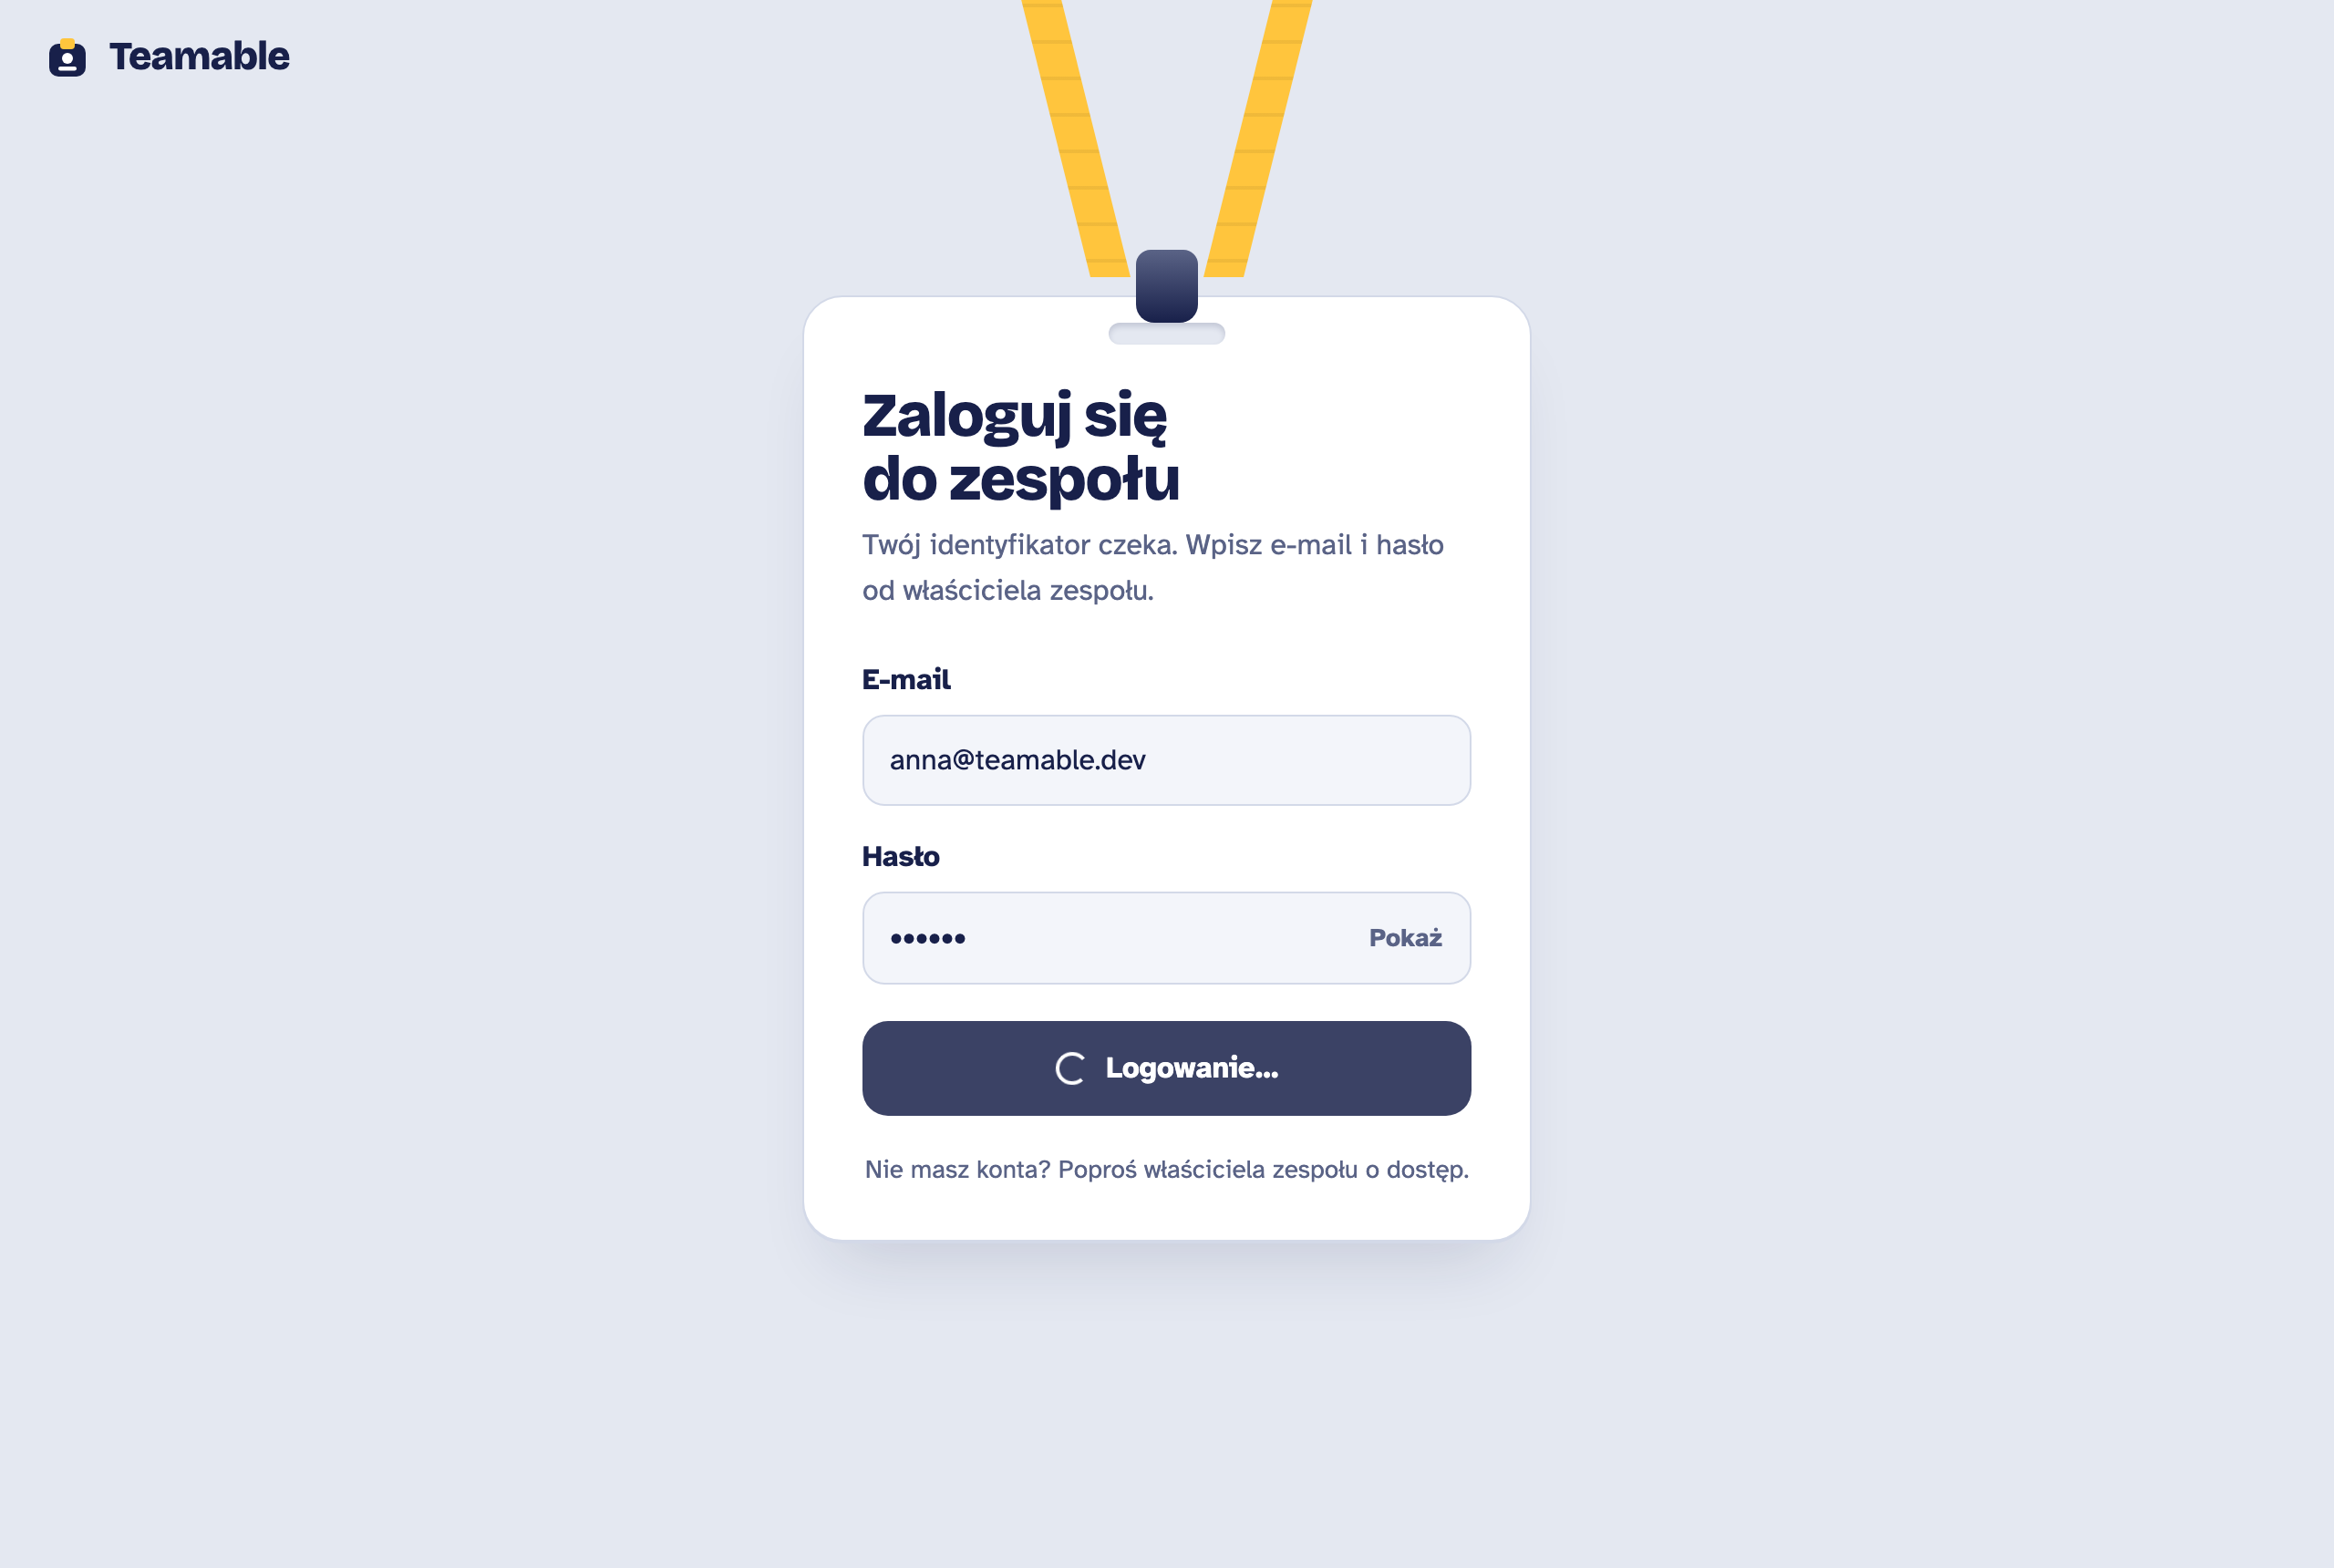 Teamable
Zaloguj się
do zespołu
Twój identyfikator czeka. Wpisz e-mail i hasło
od właściciela zespołu.
E-mail
anna@teamable.dev
Hasło
••••••
Pokaż
Logowanie...
Nie masz konta? Poproś właściciela zespołu o dostęp.